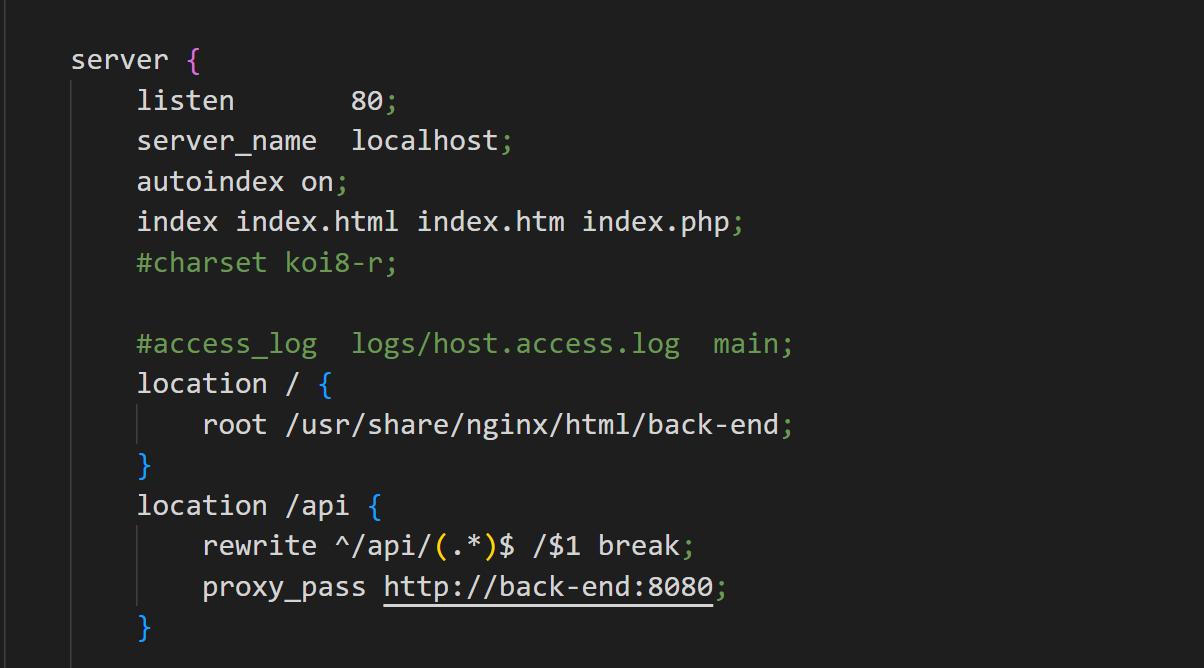 server {
    listen       80;
    server_name  localhost;
    autoindex on;
    index index.html index.htm index.php;
    #charset koi8-r;

    #access_log  logs/host.access.log  main;
    location / {
        root /usr/share/nginx/html/back-end;
    }
    location /api {
        rewrite ^/api/(.*)$ /$1 break;
        proxy_pass http://back-end:8080;
    }